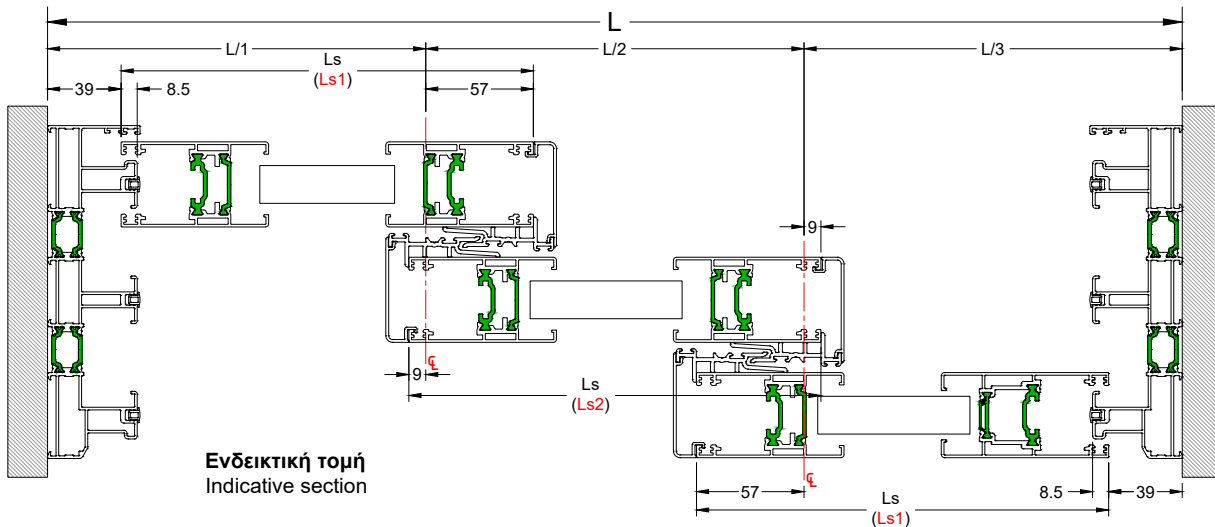 L
L/1
L/2
L/3
Ls
(Ls1)
39
8.5
57
9
9
℄
Ls
(Ls2)
57
℄
8.5
39
Ls
(Ls1)
Ενδεικτική τομή
Indicative section